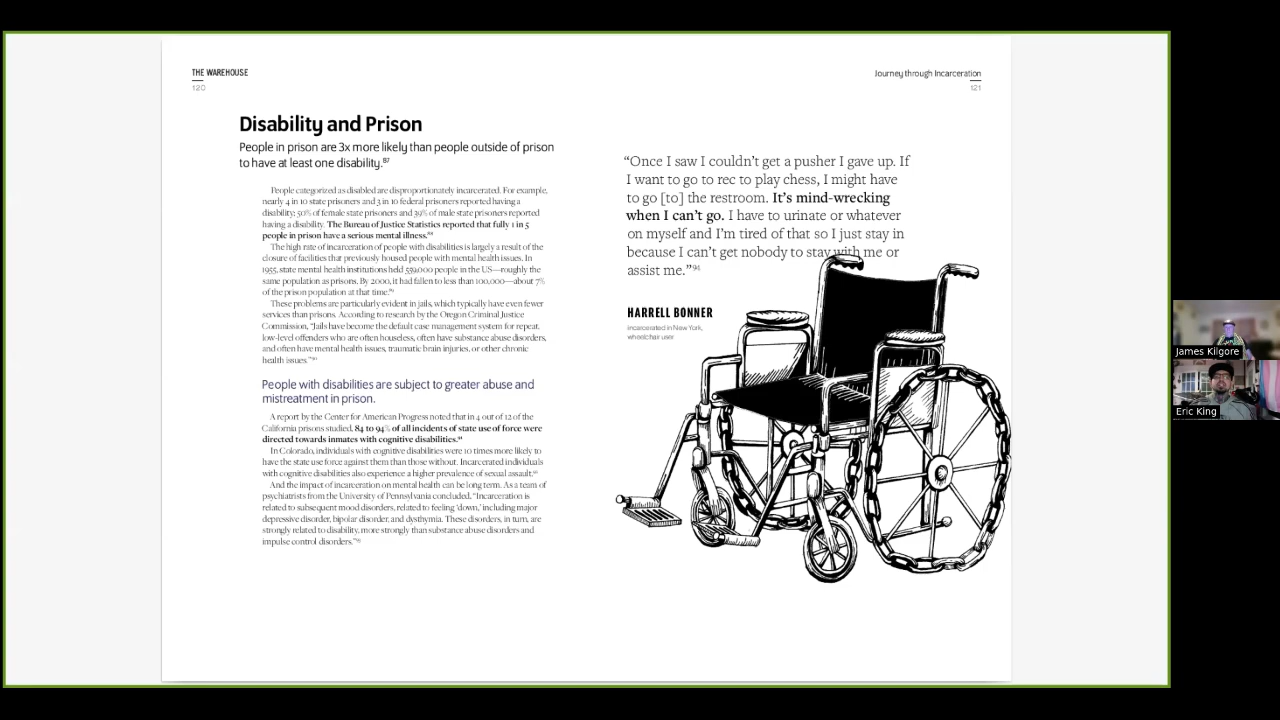 THE WAREHOUSE
120
Journey through Incarceration
121
Disability and Prison
People in prison are 3x more likely than people outside of prison
to have at least one disability.87
People categorized as disabled are disproportionately incarcerated. For example,
nearly 4 in 10 state prisoners and 3 in 10 federal prisoners reported having a
disability; 50% of female state prisoners and 39% of male state prisoners reported
having a disability. The Bureau of Justice Statistics reported that fully 1 in 5
people in prison have a serious mental illness.88
The high rate of incarceration of people with disabilities is largely a result of the
closure of facilities that previously housed people with mental health issues. In
1955, state mental health institutions held 559,000 people in the US—roughly the
same population as prisons. By 2000, it had fallen to less than 100,000—about 7%
of the prison population at that time.89
These problems are particularly evident in jails, which typically have even fewer
services than prisons. According to research by the Oregon Criminal Justice
Commission, "Jails have become the default case management system for repeat,
low-level offenders who are often houseless, often have substance abuse disorders,
and often have mental health issues, traumatic brain injuries, or other chronic
health issues."90
People with disabilities are subject to greater abuse and
mistreatment in prison.
A report by the Center for American Progress noted that in 4 out of 12 of the
California prisons studied, 84 to 94% of all incidents of state use of force were
directed towards inmates with cognitive disabilities.91
In Colorado, individuals with cognitive disabilities were 10 times more likely to
have the state use force against them than those without. Incarcerated individuals
with cognitive disabilities also experience a higher prevalence of sexual assault.92
And the impact of incarceration on mental health can be long term. As a team of
psychiatrists from the University of Pennsylvania concluded, "Incarceration is
related to subsequent mood disorders, related to feeling 'down,' including major
depressive disorder, bipolar disorder, and dysthymia. These disorders, in turn, are
strongly related to disability, more strongly than substance abuse disorders and
impulse control disorders."93
"Once I saw I couldn't get a pusher I gave up. If
I want to go to rec to play chess, I might have
to go [to] the restroom. It's mind-wrecking
when I can't go. I have to urinate or whatever
on myself and I'm tired of that so I just stay in
because I can't get nobody to stay with me or
assist me."94
HARRELL BONNER
Incarcerated in New York,
wheelchair user
James Kilgore
Eric King